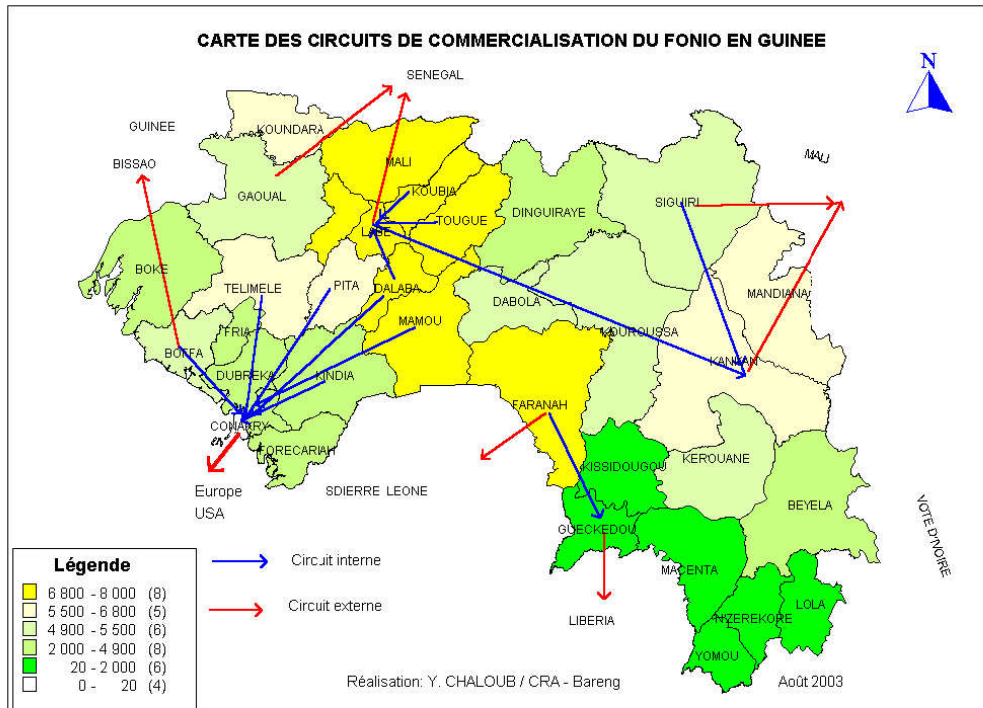 CARTE DES CIRCUITS DE COMMERCIALISATION DU FONIO EN GUINEE
N
SENEGAL
GUINEE
BISSAO
KOUNDARA
MALI
MALI
GAOUAL
KOUBIA
TOUGUE
LABE
DINGUIRAYE
SIGUIRI
BOKE
TELIMELE
PITA
DALABA
DABOLA
MANDIANA
MAMOU
KOUROUSSA
FRIA
BOFFA
KANKAN
DUBREKA
KINDIA
FARANAH
CONAKRY
FORECARIAH
KISSIDOUGOU
KEROUANE
Europe
USA
SDIERRE LEONE
BEYELA
GUECKEDOU
VOTE D'IVOIRE
MACENTA
LIBERIA
N'ZEREKORE
LOLA
YOMOU
Légende
6 800 - 8 000 (8)
5 500 - 6 800 (5)
4 900 - 5 500 (6)
2 000 - 4 900 (8)
20 - 2 000 (6)
0 - 20 (4)
Circuit interne
Circuit externe
Réalisation: Y. CHALOUB / CRA - Bareng
Août 2003